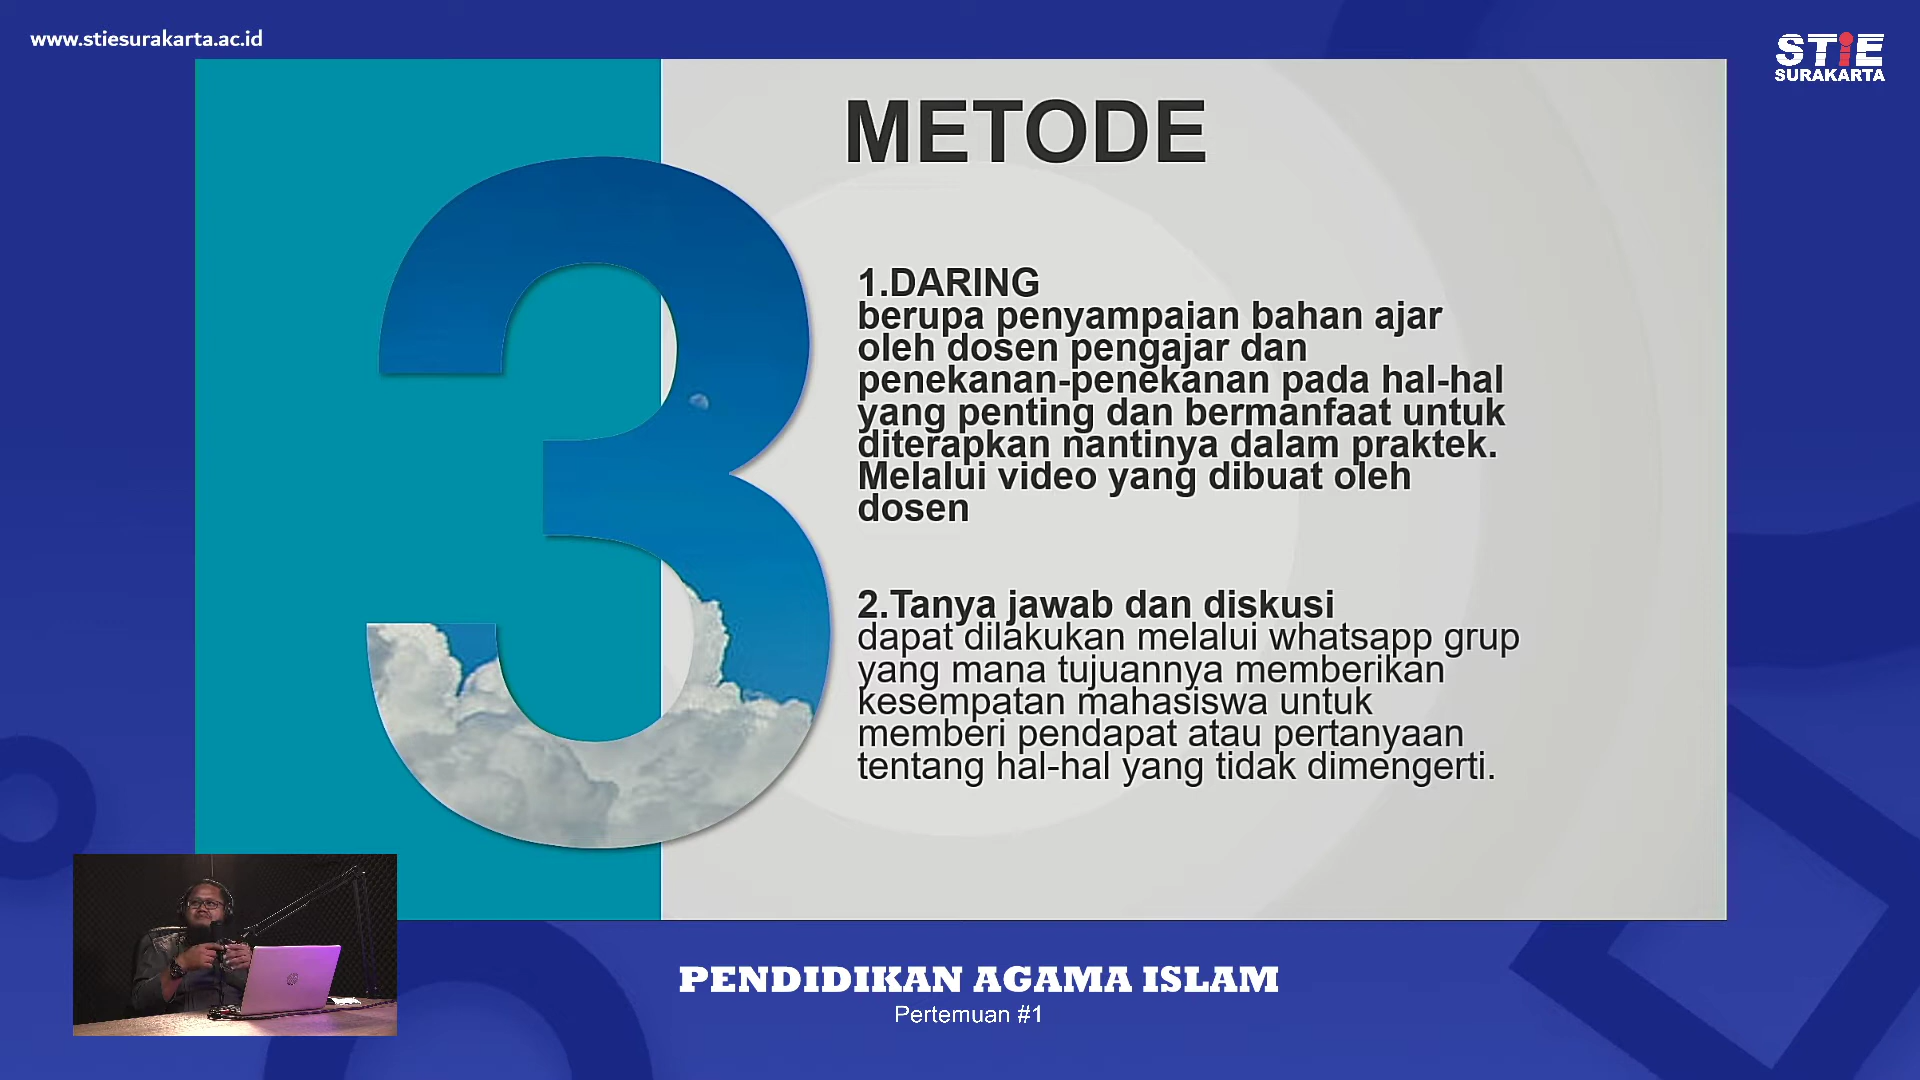 www.stiesurakarta.ac.id
STiE
SURAKARTA
METODE
3
1.DARING
berupa penyampaian bahan ajar
oleh dosen pengajar dan
penekanan-penekanan pada hal-hal
yang penting dan bermanfaat untuk
diterapkan nantinya dalam praktek.
Melalui video yang dibuat oleh
dosen
2.Tanya jawab dan diskusi
dapat dilakukan melalui whatsapp grup
yang mana tujuannya memberikan
kesempatan mahasiswa untuk
memberi pendapat atau pertanyaan
tentang hal-hal yang tidak dimengerti.
PENDIDIKAN AGAMA ISLAM
Pertemuan #1